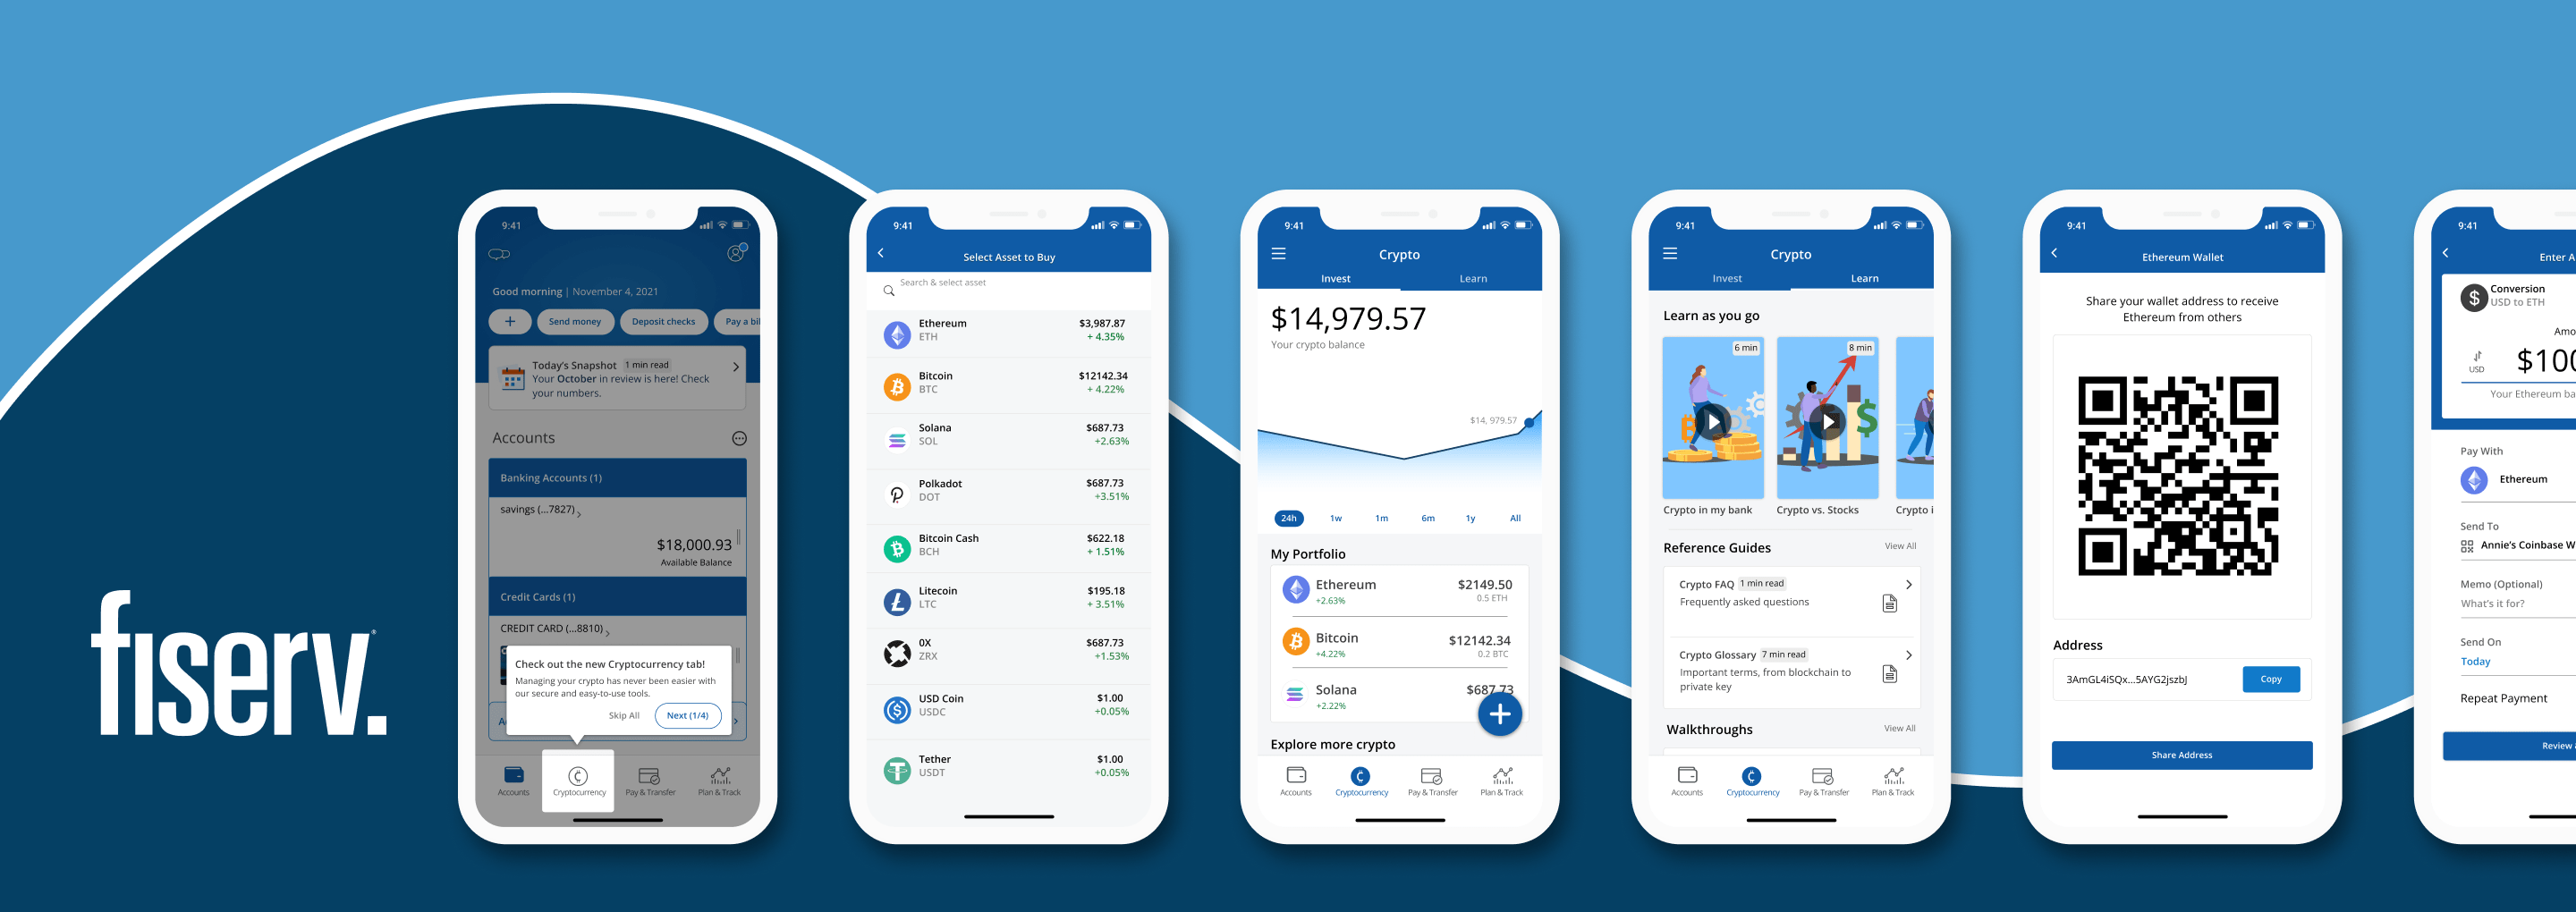 fiserv.
9:41
Good morning | November 4, 2021
Send money
Deposit checks
Pay a bil
Today's Snapshot 1 min read
Your October in review is here! Check
your numbers.
Accounts
Banking Accounts (1)
savings (...7827)
$18,000.93
Available Balance
Credit Cards (1)
CREDIT CARD (...8810)
Check out the new Cryptocurrency tab!
Managing your crypto has never been easier with
our secure and easy-to-use tools.
Skip All
Next (1/4)
Accounts
Cryptocurrency
Pay & Transfer
Plan & Track
9:41
Select Asset to Buy
Search & select asset
Ethereum $3,987.87
ETH + 4.35%
Bitcoin $12142.34
BTC + 4.22%
Solana $687.73
SOL +2.63%
Polkadot $687.73
DOT +3.51%
Bitcoin Cash $622.18
BCH + 1.51%
Litecoin $195.18
LTC + 3.51%
0X $687.73
ZRX +1.53%
USD Coin $1.00
USDC +0.05%
Tether $1.00
USDT +0.05%
9:41
Crypto
Invest Learn
$14,979.57
Your crypto balance
$14, 979.57
24h 1w 1m 6m 1y All
My Portfolio
Ethereum $2149.50
+2.63% 0.5 ETH
Bitcoin $12142.34
+4.22% 0.2 BTC
Solana $687.73
+2.22%
Explore more crypto
Accounts
Cryptocurrency
Pay & Transfer
Plan & Track
9:41
Crypto
Invest Learn
Learn as you go
6 min
8 min
Crypto in my bank
Crypto vs. Stocks
Crypto i
Reference Guides View All
Crypto FAQ 1 min read
Frequently asked questions
Crypto Glossary 7 min read
Important terms, from blockchain to
private key
Walkthroughs View All
Accounts
Cryptocurrency
Pay & Transfer
Plan & Track
9:41
Ethereum Wallet
Share your wallet address to receive
Ethereum from others
Address
3AmGL4iSQx...5AYG2jszbJ
Copy
Share Address
9:41
Enter A
Conversion
USD to ETH
Amo
USD
$100
Your Ethereum ba
Pay With
Ethereum
Send To
Annie's Coinbase W
Memo (Optional)
What's it for?
Send On
Today
Repeat Payment
Review